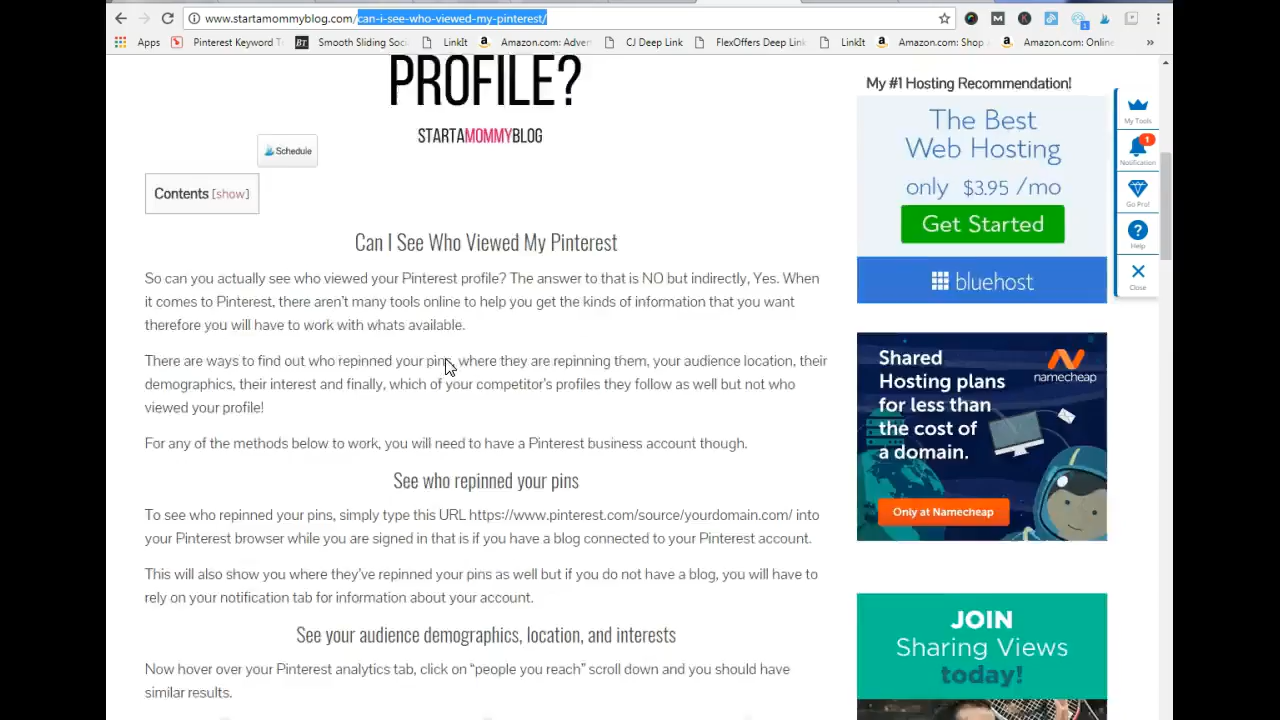 www.startamommyblog.com/can-i-see-who-viewed-my-pinterest/
Apps Pinterest Keyword T Smooth Sliding Soc LinkIt Amazon.com: Adver CJ Deep Link FlexOffers Deep Link LinkIt Amazon.com: Shop Amazon.com: Onlin »
PROFILE?
STARTAMOMMYBLOG
Schedule
Contents [show]
Can I See Who Viewed My Pinterest
So can you actually see who viewed your Pinterest profile? The answer to that is NO but indirectly, Yes. When
it comes to Pinterest, there aren't many tools online to help you get the kinds of information that you want
therefore you will have to work with whats available.
There are ways to find out who repinned your pins, where they are repinning them, your audience location, their
demographics, their interest and finally, which of your competitor's profiles they follow as well but not who
viewed your profile!
For any of the methods below to work, you will need to have a Pinterest business account though.
See who repinned your pins
To see who repinned your pins, simply type this URL https://www.pinterest.com/source/yourdomain.com/ into
your Pinterest browser while you are signed in that is if you have a blog connected to your Pinterest account.
This will also show you where they've repinned your pins as well but if you do not have a blog, you will have to
rely on your notification tab for information about your account.
See your audience demographics, location, and interests
Now hover over your Pinterest analytics tab, click on “people you reach” scroll down and you should have
similar results.
My #1 Hosting Recommendation!
The Best
Web Hosting
only $3.95 /mo
Get Started
bluehost
Shared
Hosting plans
for less than
the cost of
a domain.
namecheap
Only at Namecheap
JOIN
Sharing Views
today!
My Tools
1
Notification
Go Pro!
Help
Close